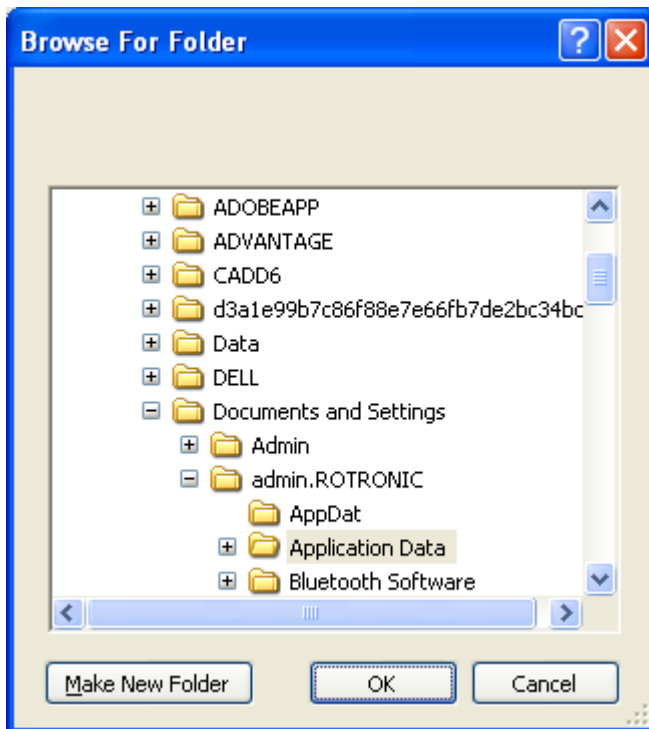 Browse For Folder
ADOBEAPP
ADVANTAGE
CADD6
d3a1e99b7c86f88e7e66fb7de2bc34bc
Data
DELL
Documents and Settings
Admin
admin.ROTRONIC
AppDat
Application Data
Bluetooth Software
Make New Folder OK Cancel